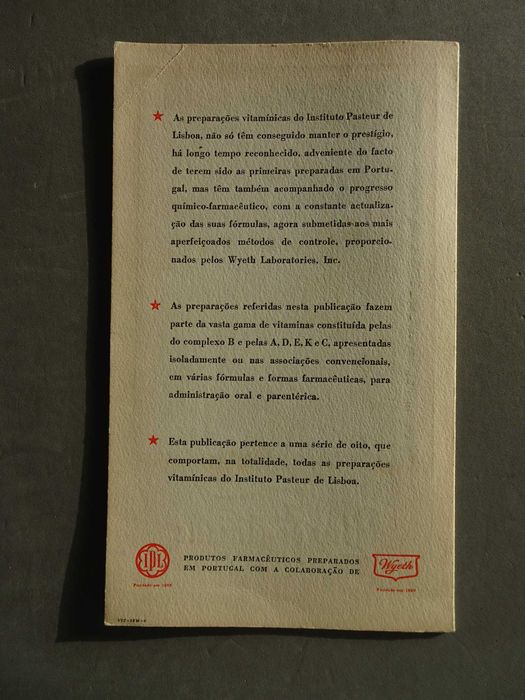 As preparações vitamínicas do Instituto Pasteur de
Lisboa, não só têm conseguido manter o prestígio,
há longo tempo reconhecido, adveniente do facto
de terem sido as primeiras preparadas em Portu-
gal, mas têm também acompanhado o progresso
químico-farmacêutico, com a constante actualiza-
ção das suas fórmulas, agora submetidas aos mais
aperfeiçoados métodos de controle, proporcio-
nados pelos Wyeth Laboratories, Inc.
As preparações referidas nesta publicação fazem
parte da vasta gama de vitaminas constituída pelas
do complexo B e pelas A, D, E, K e C, apresentadas
isoladamente ou nas associações convencionais,
em várias fórmulas e formas farmacêuticas, para
administração oral e parentérica.
Esta publicação pertence a uma série de oito, que
comportam, na totalidade, todas as preparações
vitamínicas do Instituto Pasteur de Lisboa.
IPL
PRODUTOS FARMACÊUTICOS PREPARADOS
EM PORTUGAL COM A COLABORAÇÃO DE
Wyeth
Fundado em
Fundado em